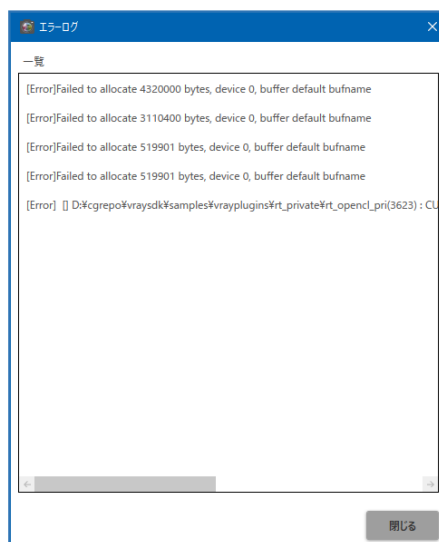 エラーログ
一覧
[Error]Failed to allocate 4320000 bytes, device 0, buffer default bufname
[Error]Failed to allocate 3110400 bytes, device 0, buffer default bufname
[Error]Failed to allocate 519901 bytes, device 0, buffer default bufname
[Error]Failed to allocate 519901 bytes, device 0, buffer default bufname
[Error] [] D:¥cgrepo¥vraysdk¥samples¥vrayplugins¥rt_private¥rt_opencl_pri(3623) : CU
閉じる